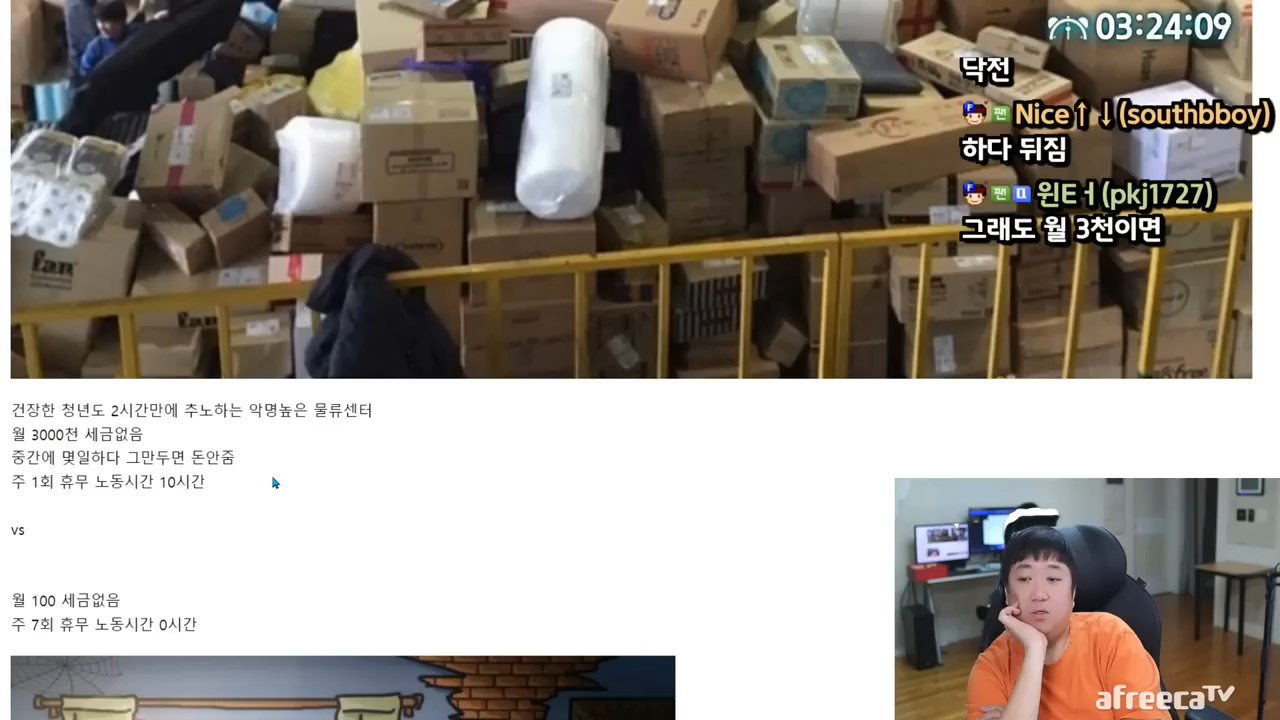 03:24:09
닥전
Nice↑↓(southbboy)
하다 뒤짐
윈E(pkj1727)
그래도 월 3천이면
fan
건장한 청년도 2시간만에 추노하는 악명높은 물류센터
월 3000천 세금없음
중간에 몇일하다 그만두면 돈안줌
주 1회 휴무 노동시간 10시간
vs
월 100 세금없음
주 7회 휴무 노동시간 0시간
afreecaTV